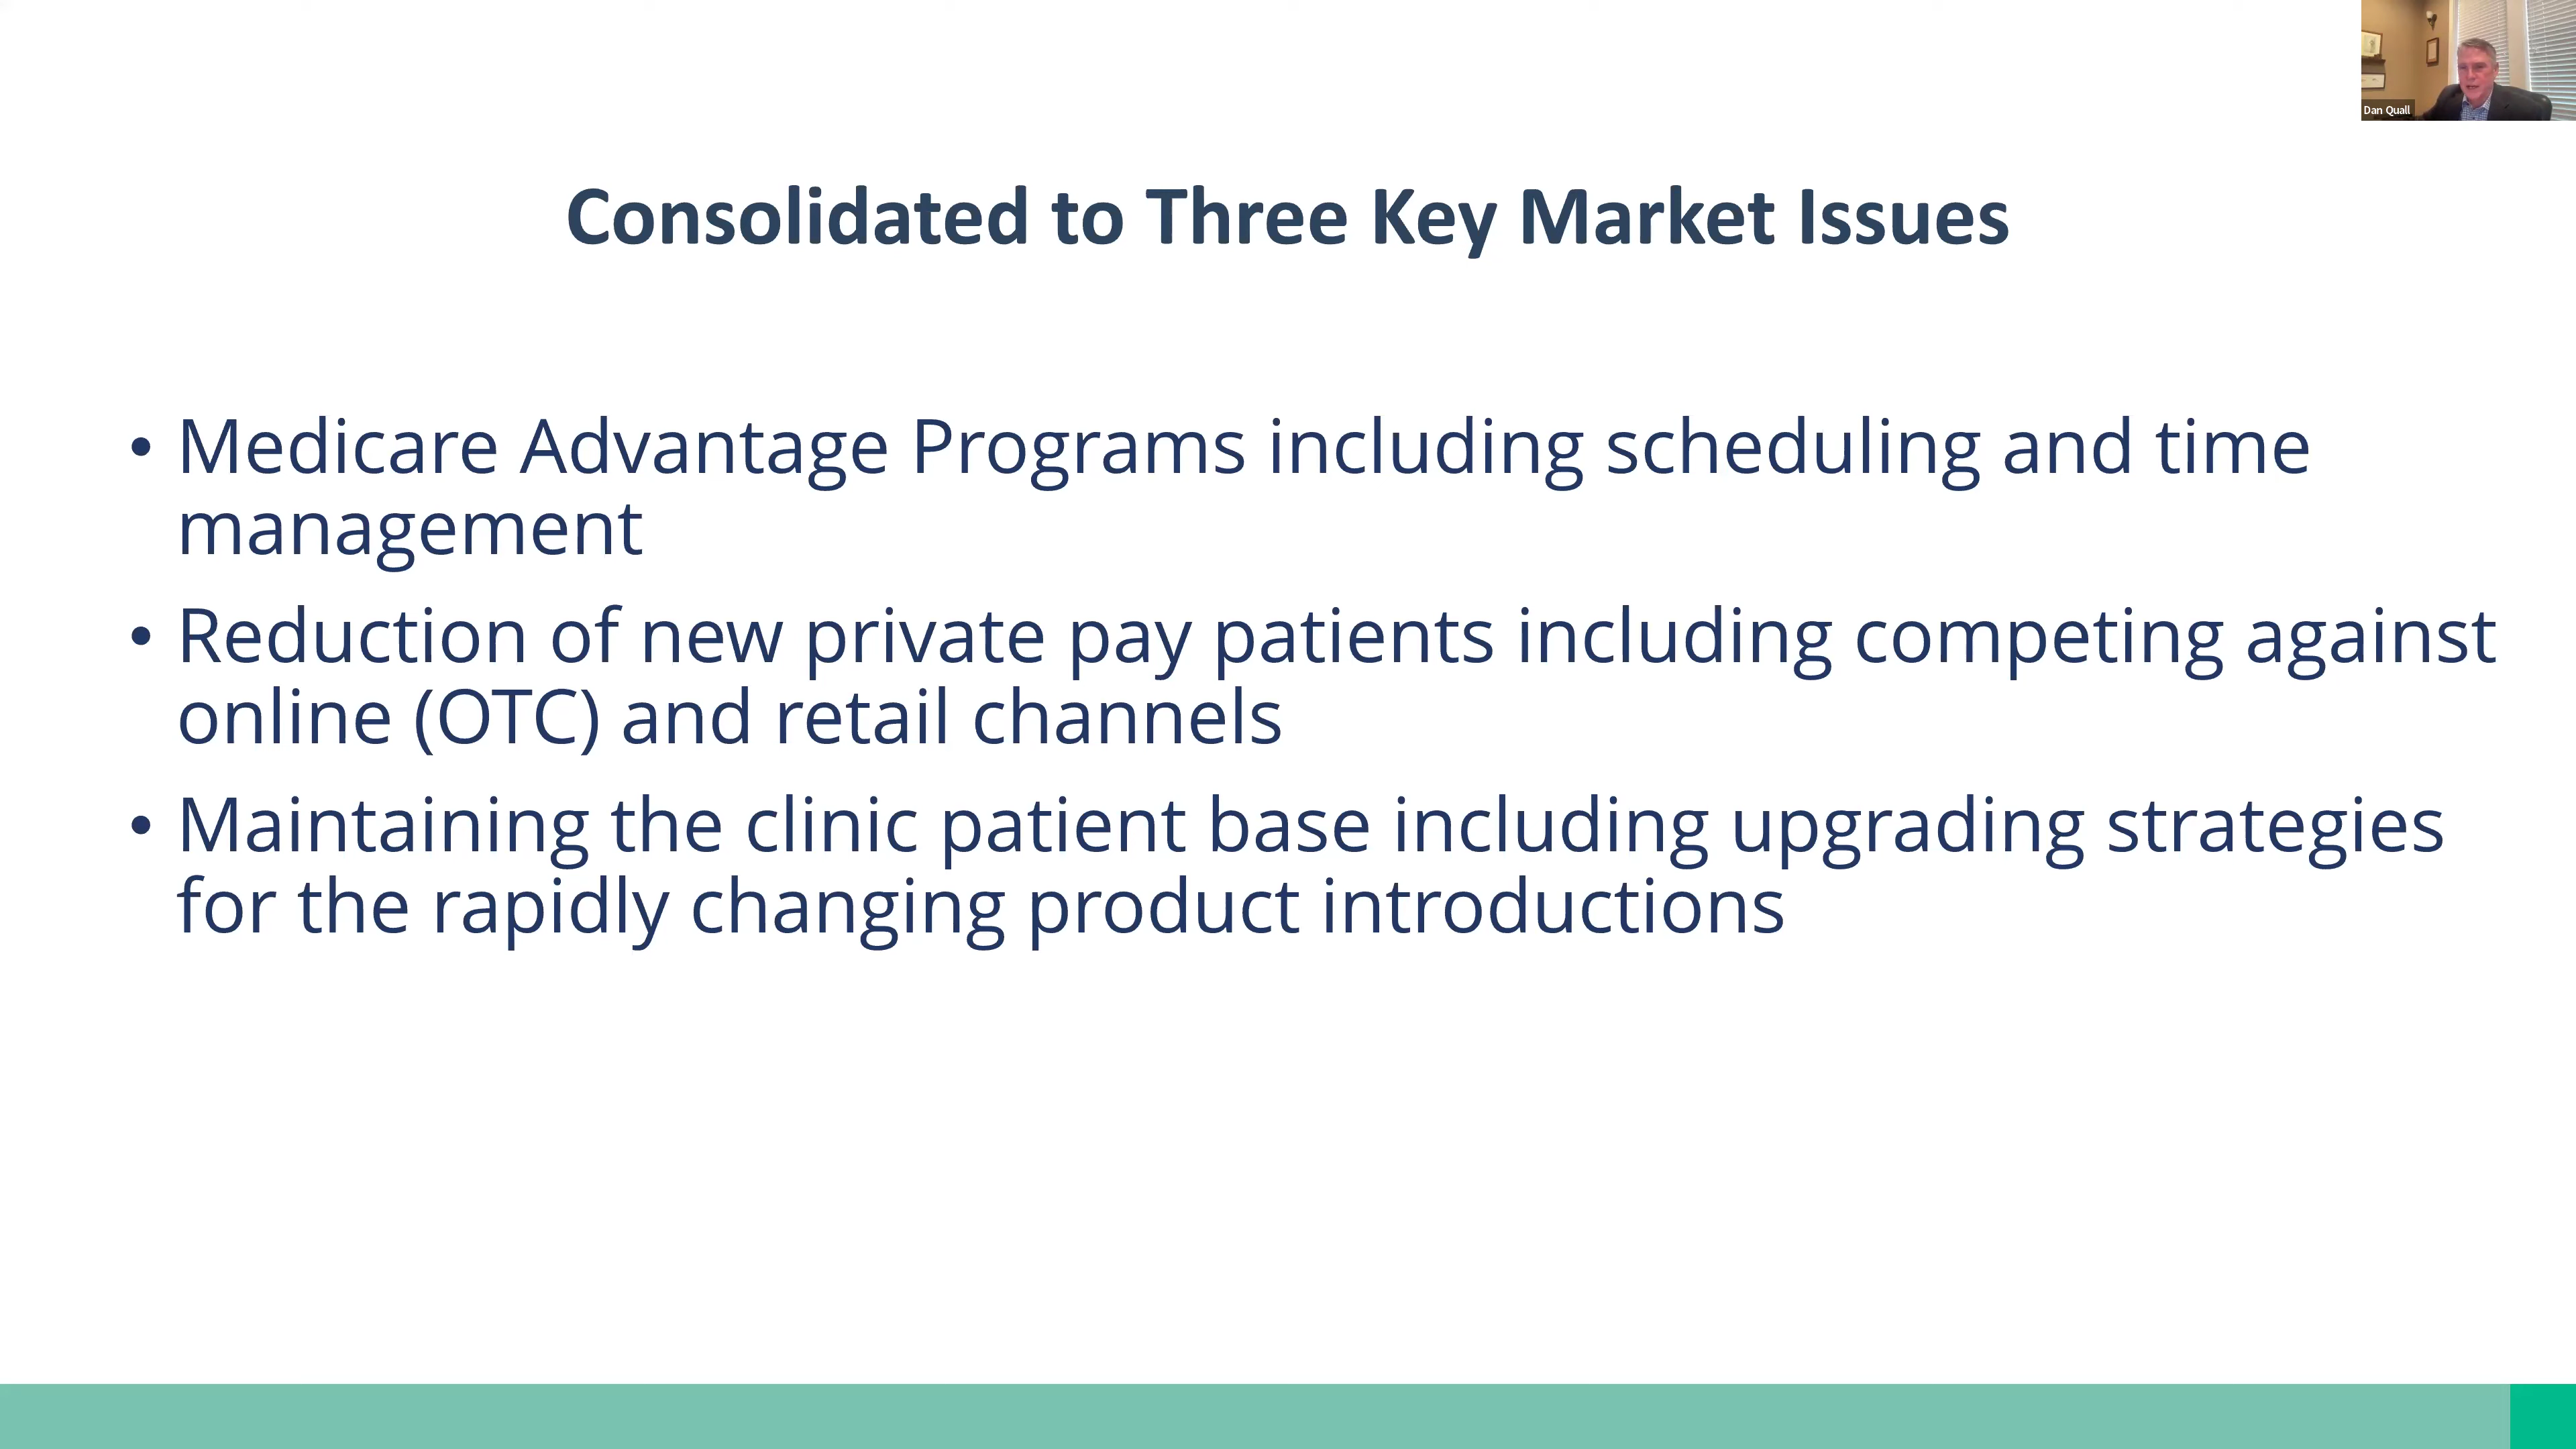 Dan Quall
Consolidated to Three Key Market Issues
• Medicare Advantage Programs including scheduling and time
management
• Reduction of new private pay patients including competing against
online (OTC) and retail channels
• Maintaining the clinic patient base including upgrading strategies
for the rapidly changing product introductions